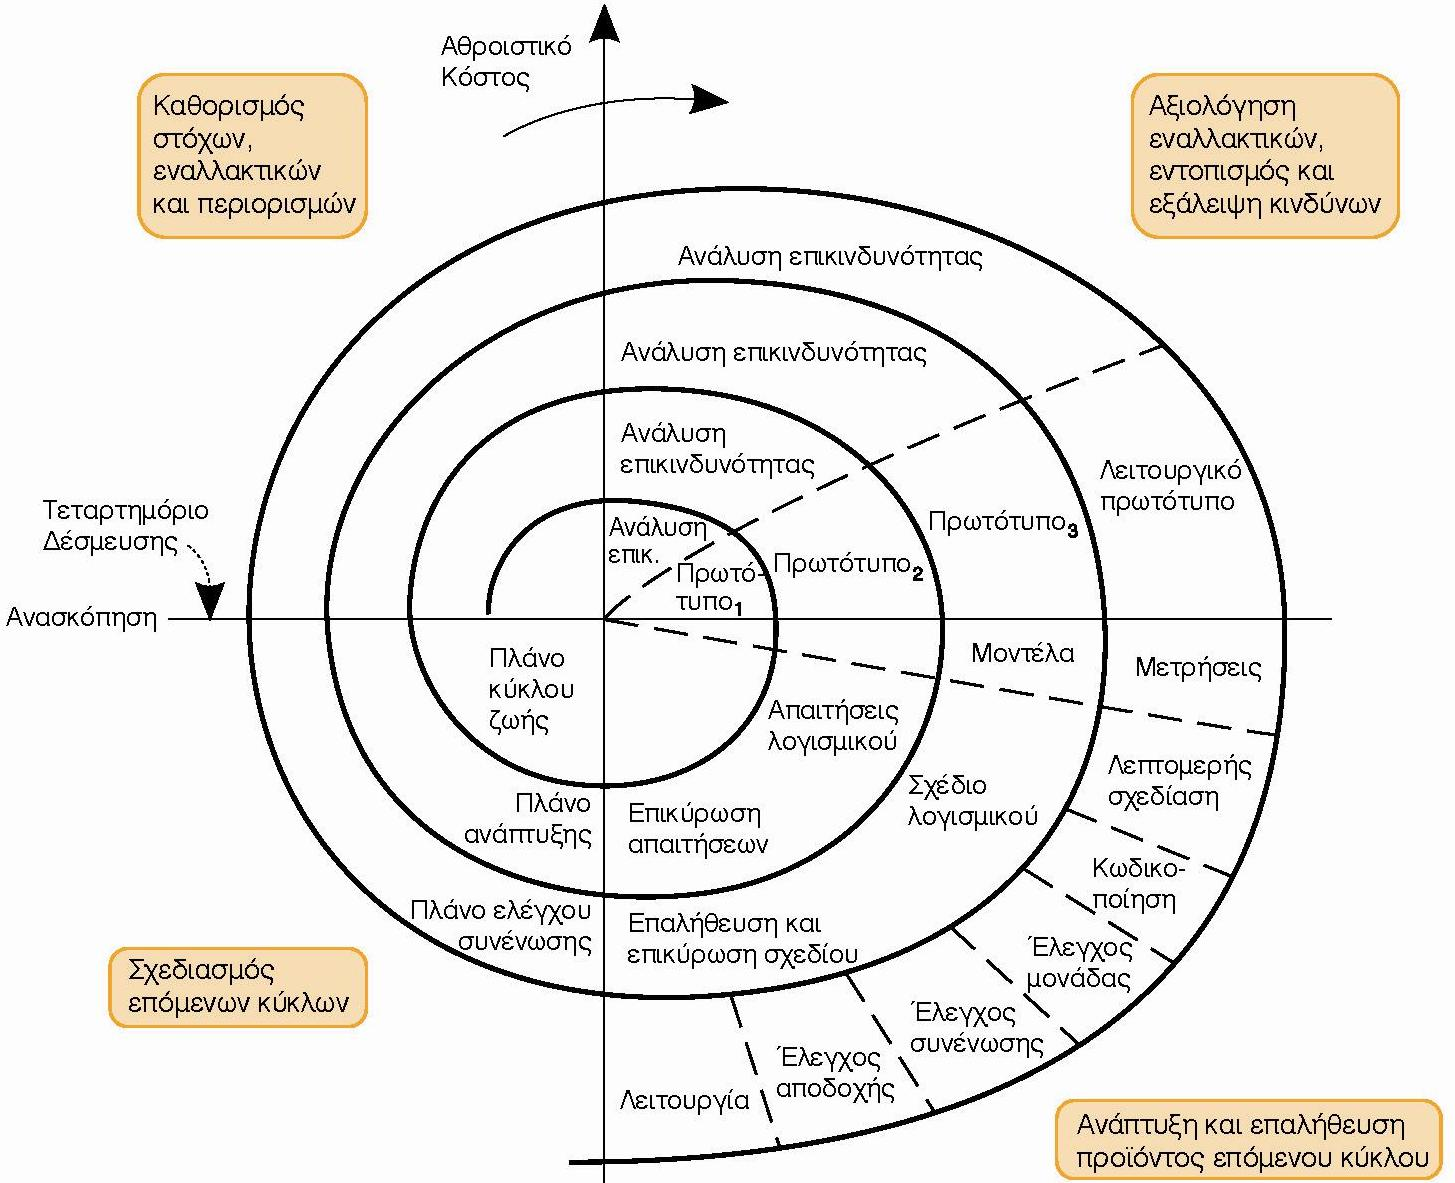 Αθροιστικό
Κόστος
Καθορισμός
στόχων,
εναλλακτικών
και περιορισμών
Αξιολόγηση
εναλλακτικών,
εντοπισμός και
εξάλειψη κινδύνων
Ανάλυση επικινδυνότητας
Ανάλυση επικινδυνότητας
Ανάλυση
επικινδυνότητας
Ανάλυση
επικ.
Πρωτό-
τυπο1
Πρωτότυπο2
Πρωτότυπο3
Λειτουργικό
πρωτότυπο
Τεταρτημόριο
Δέσμευσης
Ανασκόπηση
Πλάνο
κύκλου
ζωής
Μοντέλα
Μετρήσεις
Απαιτήσεις
λογισμικού
Σχέδιο
λογισμικού
Λεπτομερής
σχεδίαση
Πλάνο
ανάπτυξης
Επικύρωση
απαιτήσεων
Κωδικο-
ποίηση
Πλάνο ελέγχου
συνένωσης
Επαλήθευση και
επικύρωση σχεδίου
Έλεγχος
μονάδας
Έλεγχος
συνένωσης
Έλεγχος
αποδοχής
Λειτουργία
Σχεδιασμός
επόμενων κύκλων
Ανάπτυξη και επαλήθευση
προϊόντος επόμενου κύκλου